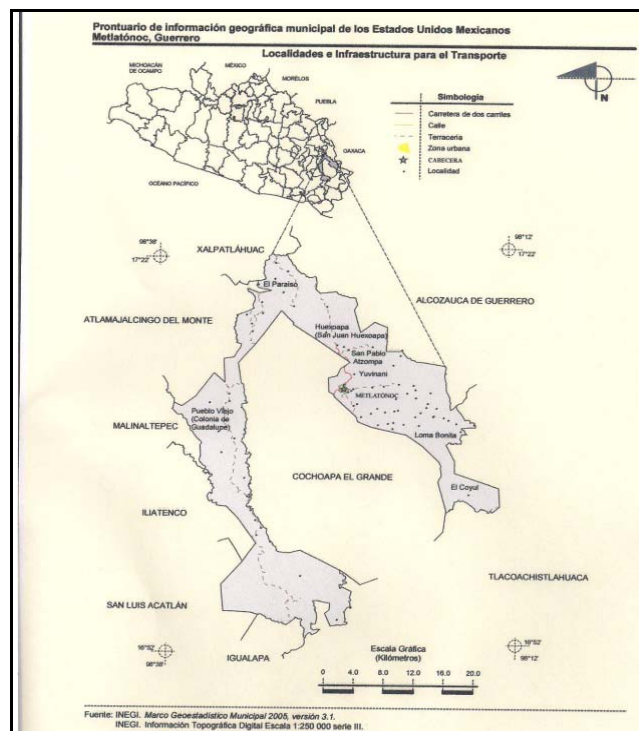 Prontuario de información geográfica municipal de los Estados Unidos Mexicanos
Metlatónoc, Guerrero
Localidades e Infraestructura para el Transporte
MICHOACÁN
DE OCAMPO
MÉXICO
MORELOS
PUEBLA
OAXACA
OCÉANO PACÍFICO
N
Simbología
Carretera de dos carriles
Calle
Terracería
Zona urbana
CABECERA
Localidad
98°38'
17°22'
XALPATLÁHUAC
98°12'
17°22'
El Paraíso
ALCOZAUCA DE GUERRERO
ATLAMAJALCINGO DEL MONTE
Huexoapa
(San Juan Huexoapa)
San Pablo
Atzompa
Yuvinani
METLATÓNOC
Pueblo Viejo
(Colonia de
Guadalupe)
MALINALTEPEC
Loma Bonita
COCHOAPA EL GRANDE
El Coyul
ILIATENCO
TLACOACHISTLAHUACA
SAN LUIS ACATLÁN
16°52'
98°38'
IGUALAPA
16°52'
98°12'
Escala Gráfica
(Kilómetros)
0 4.0 8.0 12.0 16.0 20.0
Fuente: INEGI. Marco Geoestadístico Municipal 2005, versión 3.1.
INEGI. Información Topográfica Digital Escala 1:250 000 serie III.